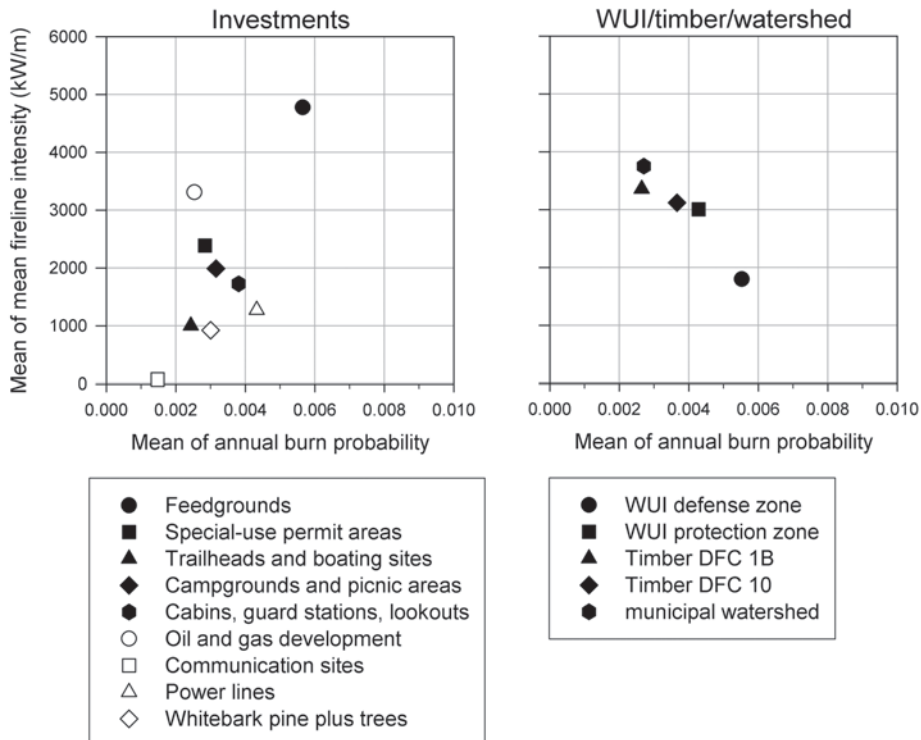 Investments
WUI/timber/watershed
Mean of mean fireline intensity (kW/m)
6000
5000
4000
3000
2000
1000
0
0.000 0.002 0.004 0.006 0.008 0.010
0.000 0.002 0.004 0.006 0.008 0.010
Mean of annual burn probability
Mean of annual burn probability
Feedgrounds
Special-use permit areas
Trailheads and boating sites
Campgrounds and picnic areas
Cabins, guard stations, lookouts
Oil and gas development
Communication sites
Power lines
Whitebark pine plus trees
WUI defense zone
WUI protection zone
Timber DFC 1B
Timber DFC 10
municipal watershed